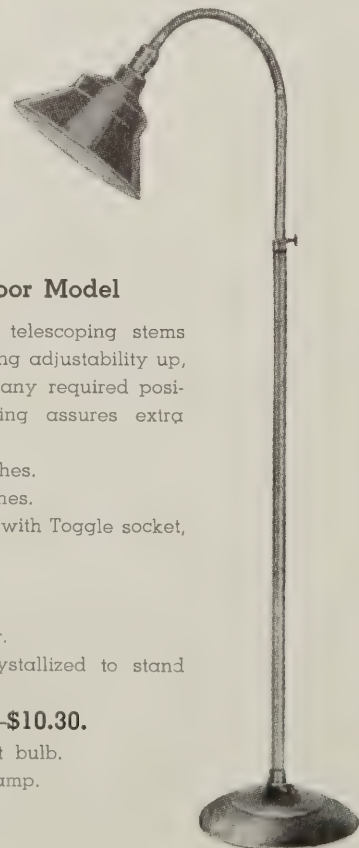 oor Model
telescoping stems
ng adjustability up,
any required posi-
ing assures extra
hes.
nes.
with Toggle socket,
r.
ystallized to stand
-$10.30.
t bulb.
amp.